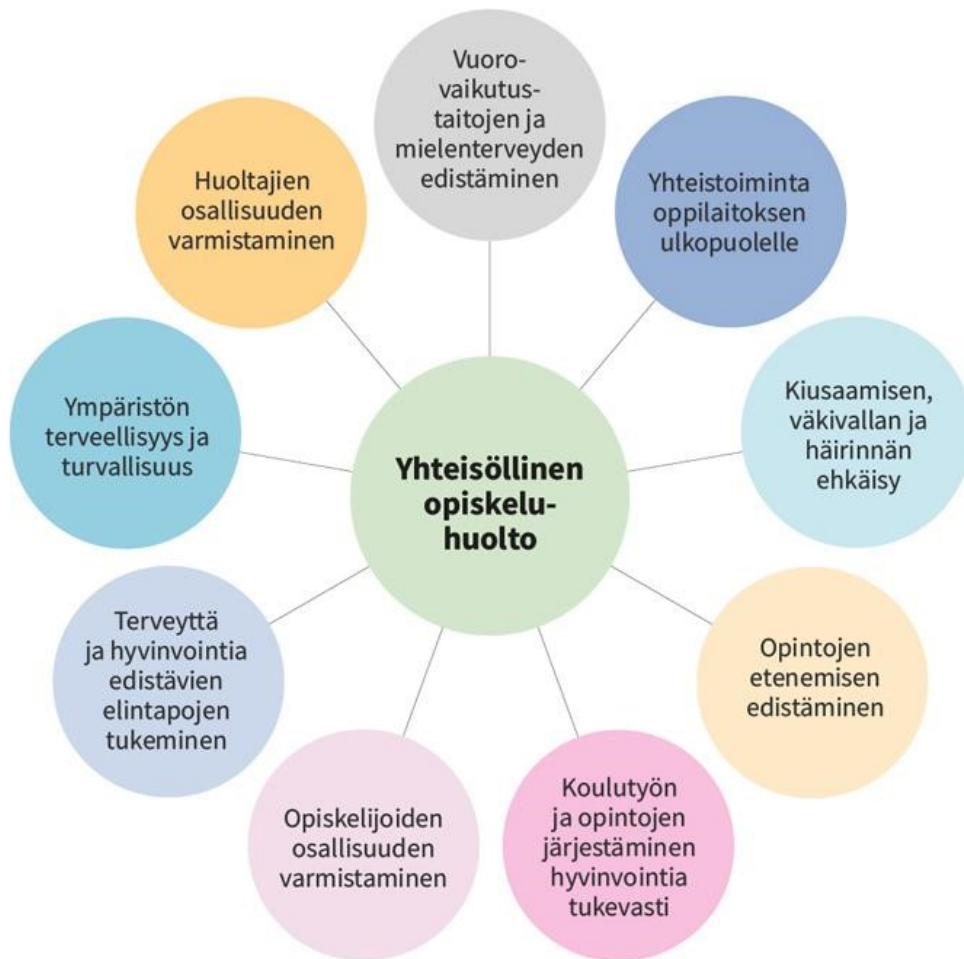 Vuoro-
vaikutus-
taitojen ja
mielenterveyden
edistäminen
Yhteistoiminta
oppilaitoksen
ulkopuolelle
Kiusaamisen,
väkivallan ja
häirinnän
ehkäisy
Opintojen
etenemisen
edistäminen
Koulutyön
ja opintojen
järjestäminen
hyvinvointia
tukevasti
Opiskelijoiden
osallisuuden
varmistaminen
Terveyttä
ja hyvinvointia
edistävien
elintapojen
tukeminen
Ympäristön
terveellisyys ja
turvallisuus
Huoltajien
osallisuuden
varmistaminen
Yhteisöllinen
opiskelu-
huolto